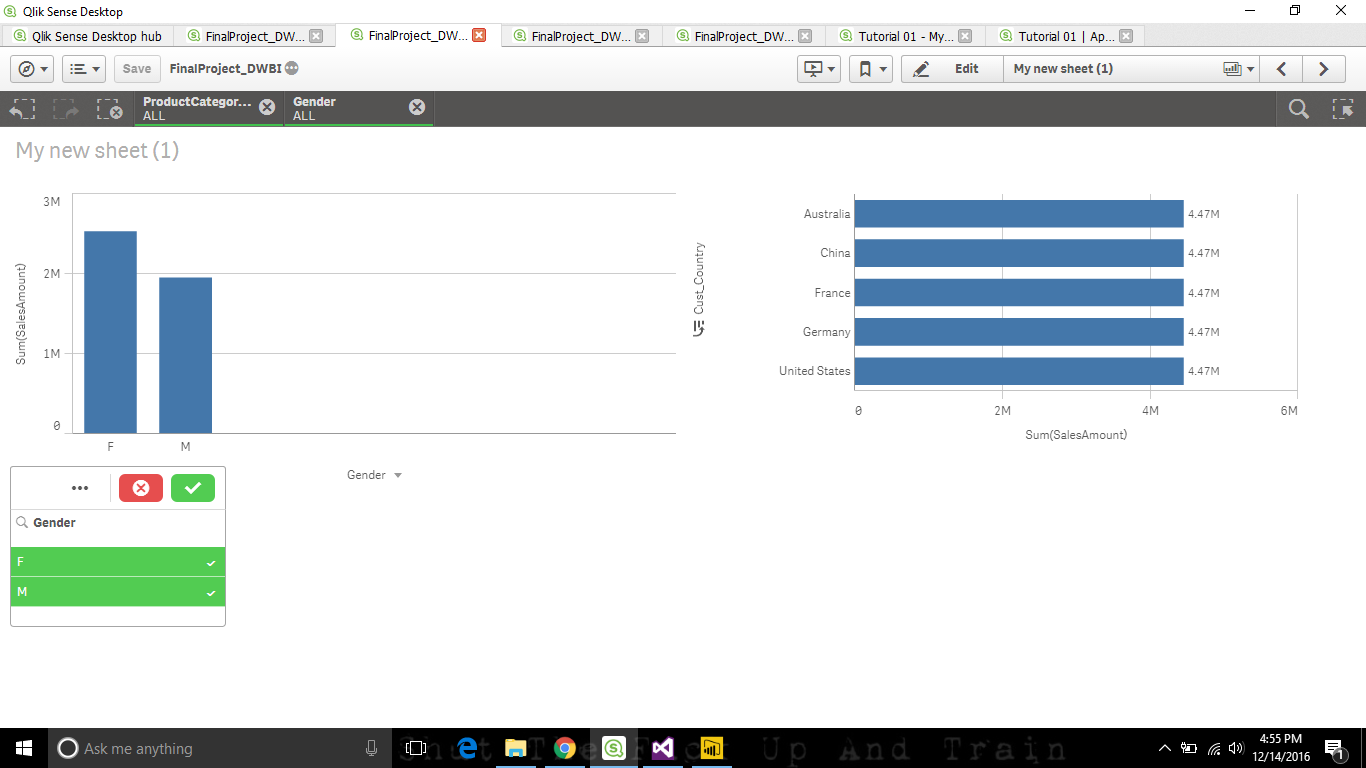 Qlik Sense Desktop
Qlik Sense Desktop hub
FinalProject_DW...
FinalProject_DW...
FinalProject_DW...
FinalProject_DW...
Tutorial 01 - My...
Tutorial 01 | Ap...
Save
FinalProject_DWBI
Edit
My new sheet (1)
ProductCategor...
ALL
Gender
ALL
My new sheet (1)
Sum(SalesAmount)
3M
2M
1M
0
F
M
Gender
Cust_Country
Australia
4.47M
China
4.47M
France
4.47M
Germany
4.47M
United States
4.47M
0
2M
4M
6M
Sum(SalesAmount)
Gender
F
M
Ask me anything
Up And Train
4:55 PM
12/14/2016
1